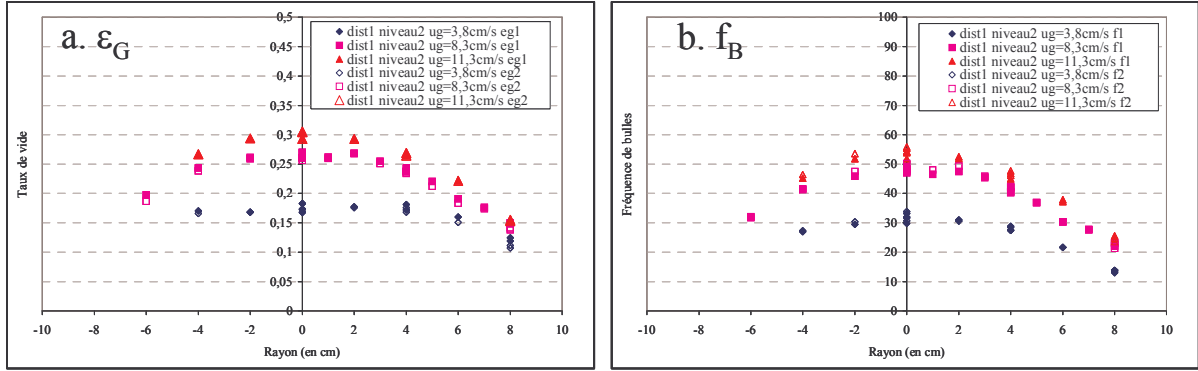 a. εG
dist1 niveau2 ug=3,8cm/s eg1
dist1 niveau2 ug=8,3cm/s eg1
dist1 niveau2 ug=11,3cm/s eg1
dist1 niveau2 ug=3,8cm/s eg2
dist1 niveau2 ug=8,3cm/s eg2
dist1 niveau2 ug=11,3cm/s eg2
0,5
0,45
0,4
0,35
0,3
0,25
0,2
0,15
0,1
0,05
0
Taux de vide
-10 -8 -6 -4 -2 0 2 4 6 8 10
Rayon (en cm)
b. fB
dist1 niveau2 ug=3,8cm/s f1
dist1 niveau2 ug=8,3cm/s f1
dist1 niveau2 ug=11,3cm/s f1
dist1 niveau2 ug=3,8cm/s f2
dist1 niveau2 ug=8,3cm/s f2
dist1 niveau2 ug=11,3cm/s f2
100
90
80
70
60
50
40
30
20
10
0
Fréquence de bulles
-10 -8 -6 -4 -2 0 2 4 6 8 10
Rayon (en cm)